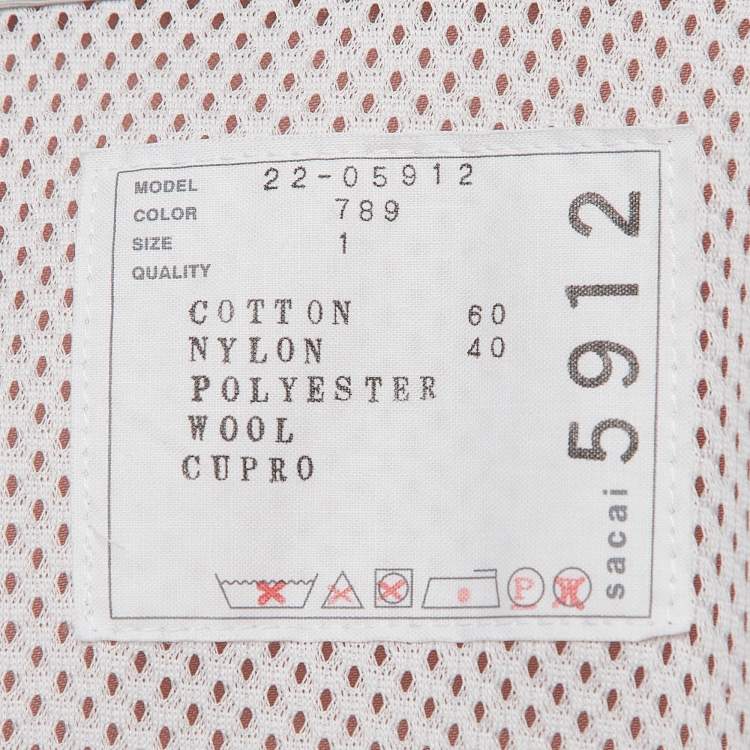 MODEL 22-05912
COLOR 789
SIZE 1
QUALITY
COTTON 60
NYLON 40
POLYESTER
WOOL
CUPRO
P
W
sacai 5912